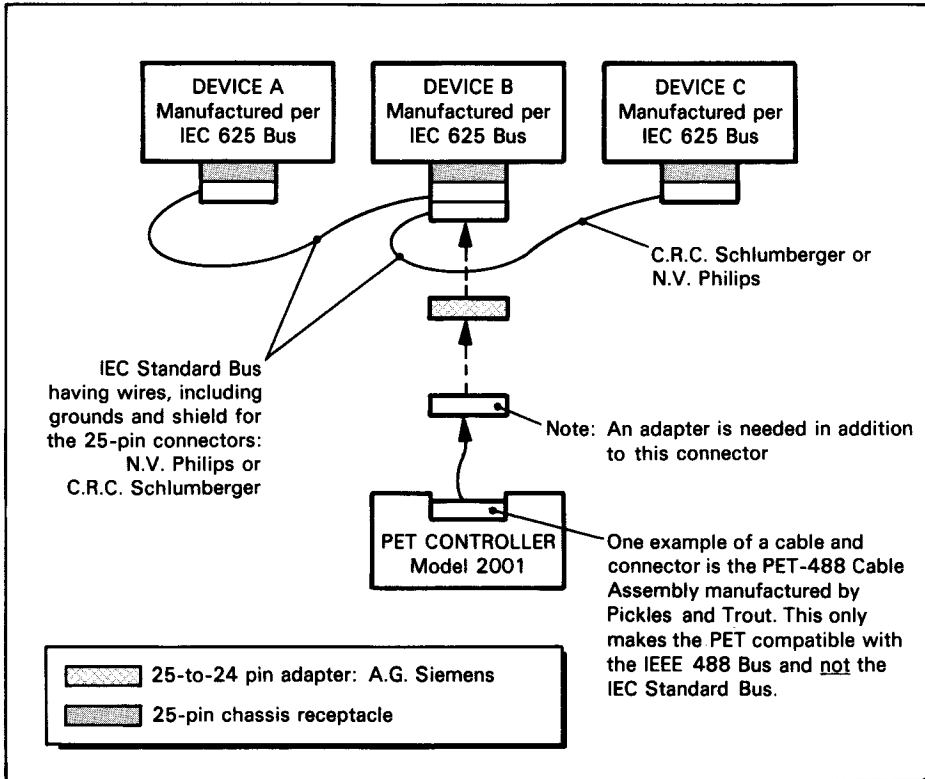 DEVICE A
Manufactured per
IEC 625 Bus
DEVICE B
Manufactured per
IEC 625 Bus
DEVICE C
Manufactured per
IEC 625 Bus
C.R.C. Schlumberger or
N.V. Philips
IEC Standard Bus
having wires, including
grounds and shield for
the 25-pin connectors:
N.V. Philips or
C.R.C. Schlumberger
Note: An adapter is needed in addition
to this connector
PET CONTROLLER
Model 2001
One example of a cable and
connector is the PET-488 Cable
Assembly manufactured by
Pickles and Trout. This only
makes the PET compatible with
the IEEE 488 Bus and not the
IEC Standard Bus.
25-to-24 pin adapter: A.G. Siemens
25-pin chassis receptacle